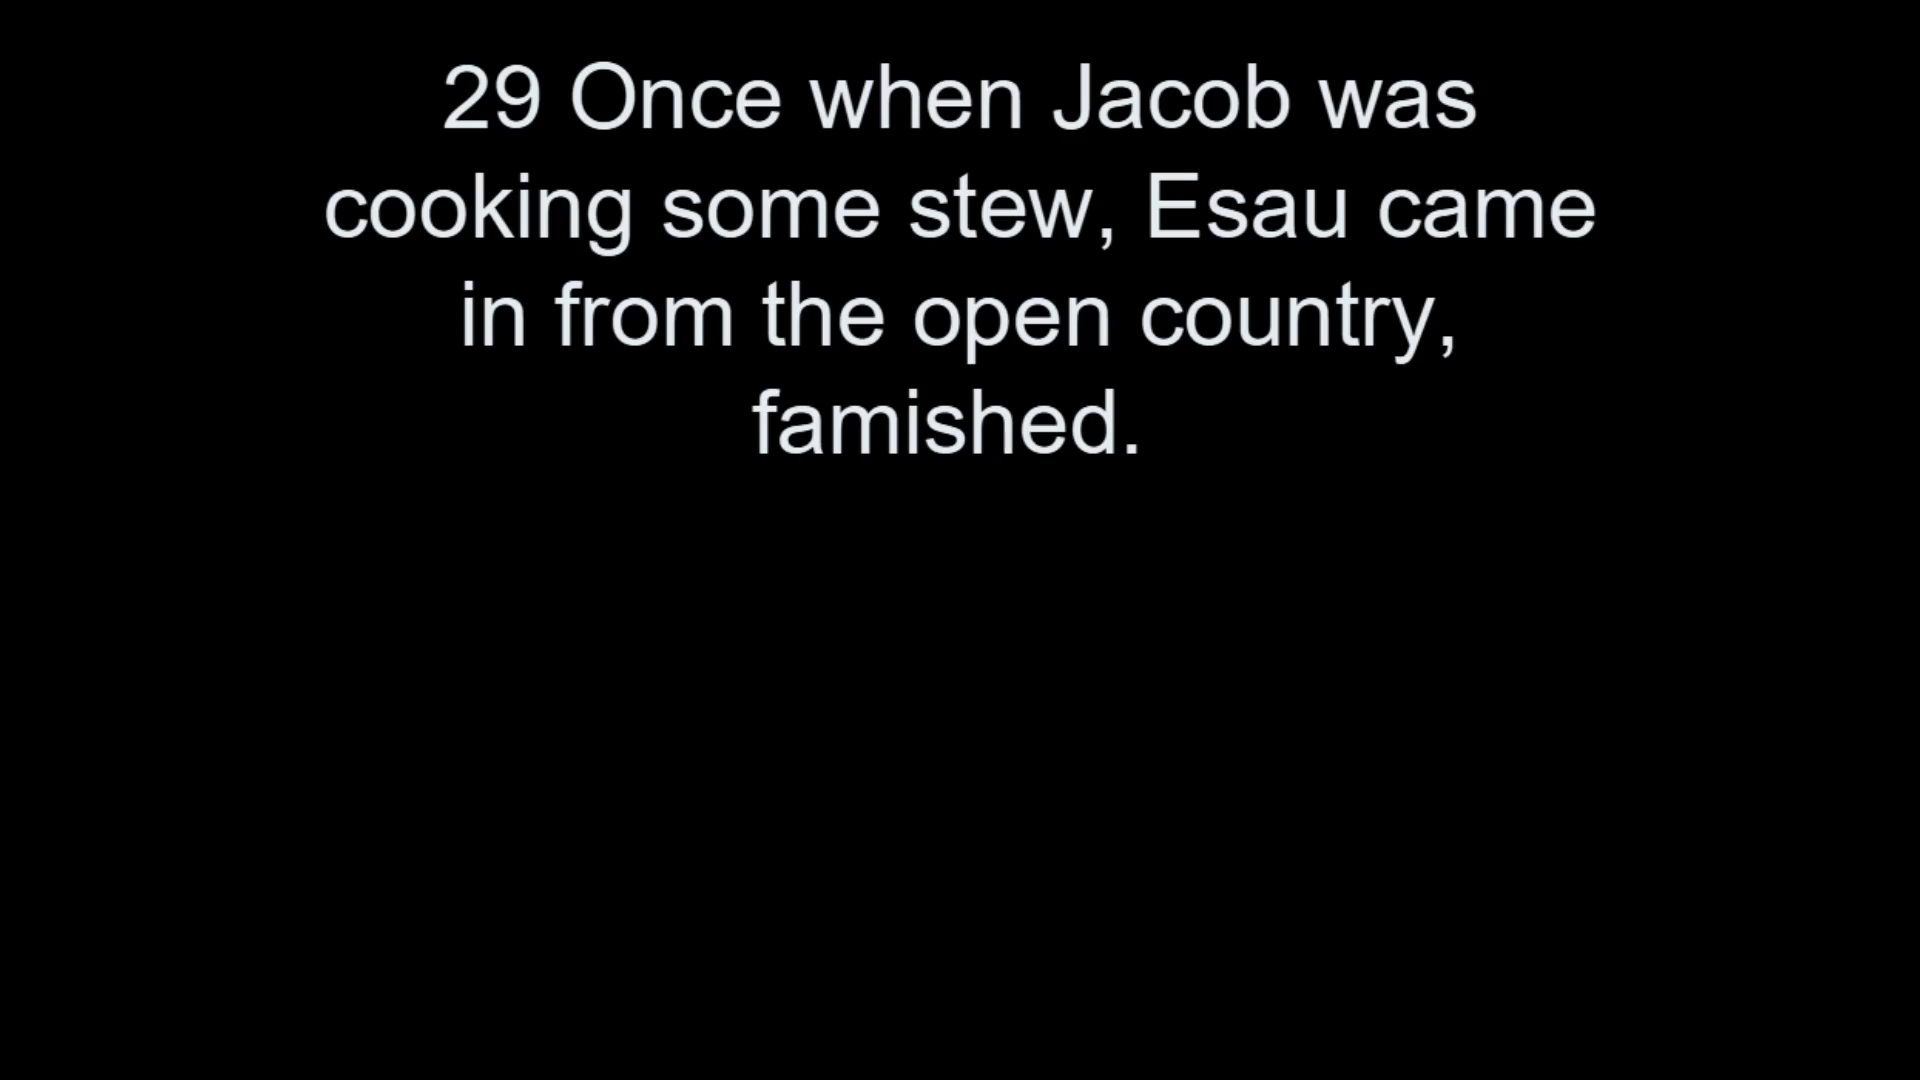 29 Once when Jacob was
cooking some stew, Esau came
in from the open country,
famished.